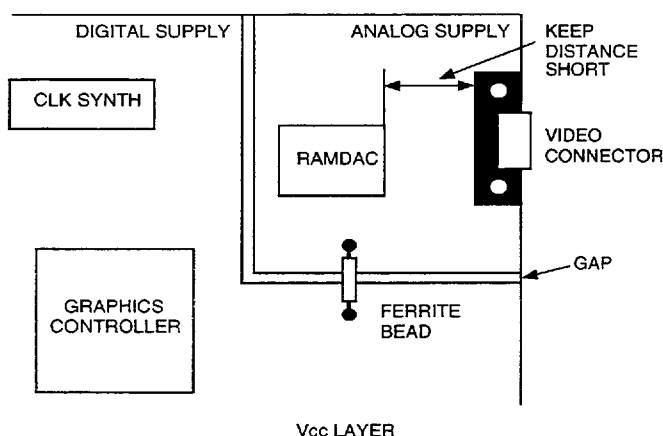 DIGITAL SUPPLY
ANALOG SUPPLY
KEEP
DISTANCE
SHORT
CLK SYNTH
RAMDAC
VIDEO
CONNECTOR
GAP
GRAPHICS
CONTROLLER
FERRITE
BEAD
Vcc LAYER